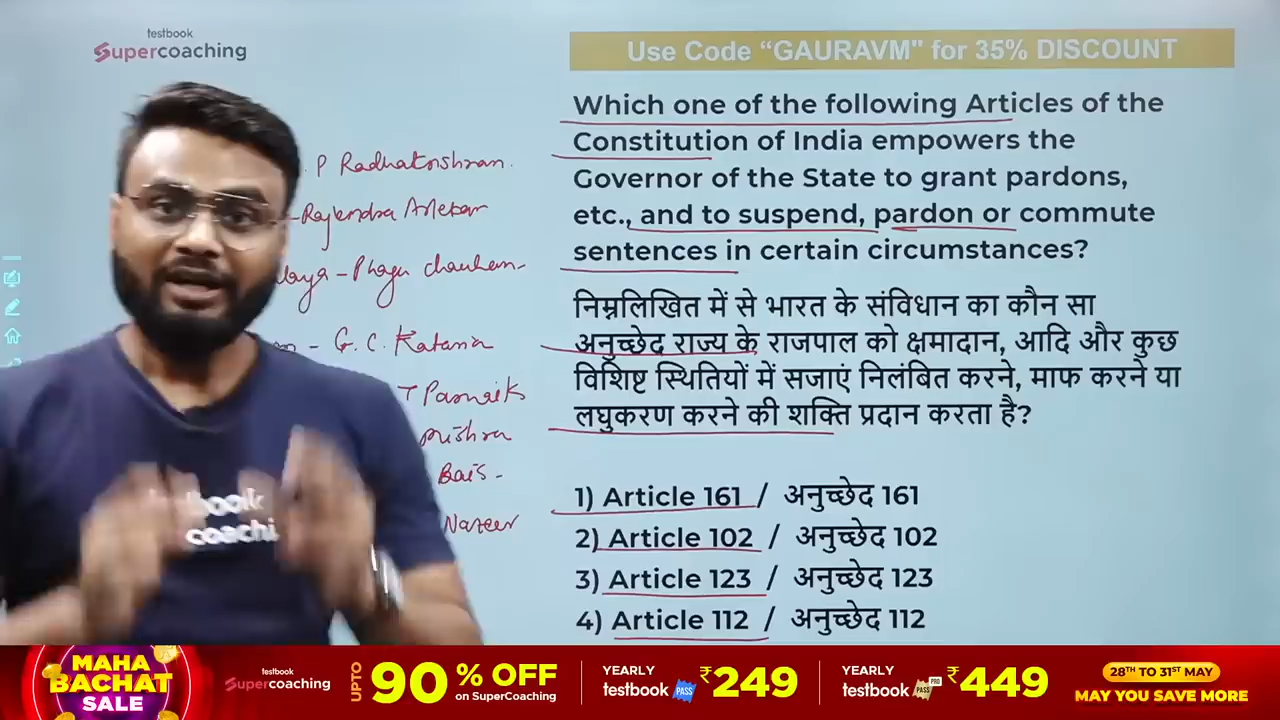 testbook
Supercoaching
Use Code “GAURAVM" for 35% DISCOUNT
Which one of the following Articles of the
Constitution of India empowers the
Governor of the State to grant pardons,
etc., and to suspend, pardon or commute
sentences in certain circumstances?
निम्नलिखित में से भारत के संविधान का कौन सा
अनुच्छेद राज्य के राजपाल को क्षमादान, आदि और कुछ
विशिष्ट स्थितियों में सजाएं निलंबित करने, माफ करने या
लघुकरण करने की शक्ति प्रदान करता है?
1) Article 161 / अनुच्छेद 161
2) Article 102 / अनुच्छेद 102
3) Article 123 / अनुच्छेद 123
4) Article 112 / अनुच्छेद 112
P Radhakrishnan.
- Rajendra Arlekar
- Phagu chauhan-
- G. C. Kataria
Parnaik
Bais -
Nazeer
book
coachi
MAHA
BACHAT
SALE
testbook
Supercoaching
UPTO 90% OFF
on SuperCoaching
YEARLY
testbook PASS
₹249
YEARLY
testbook PASS PRO
₹449
28TH TO 31ST MAY
MAY YOU SAVE MORE